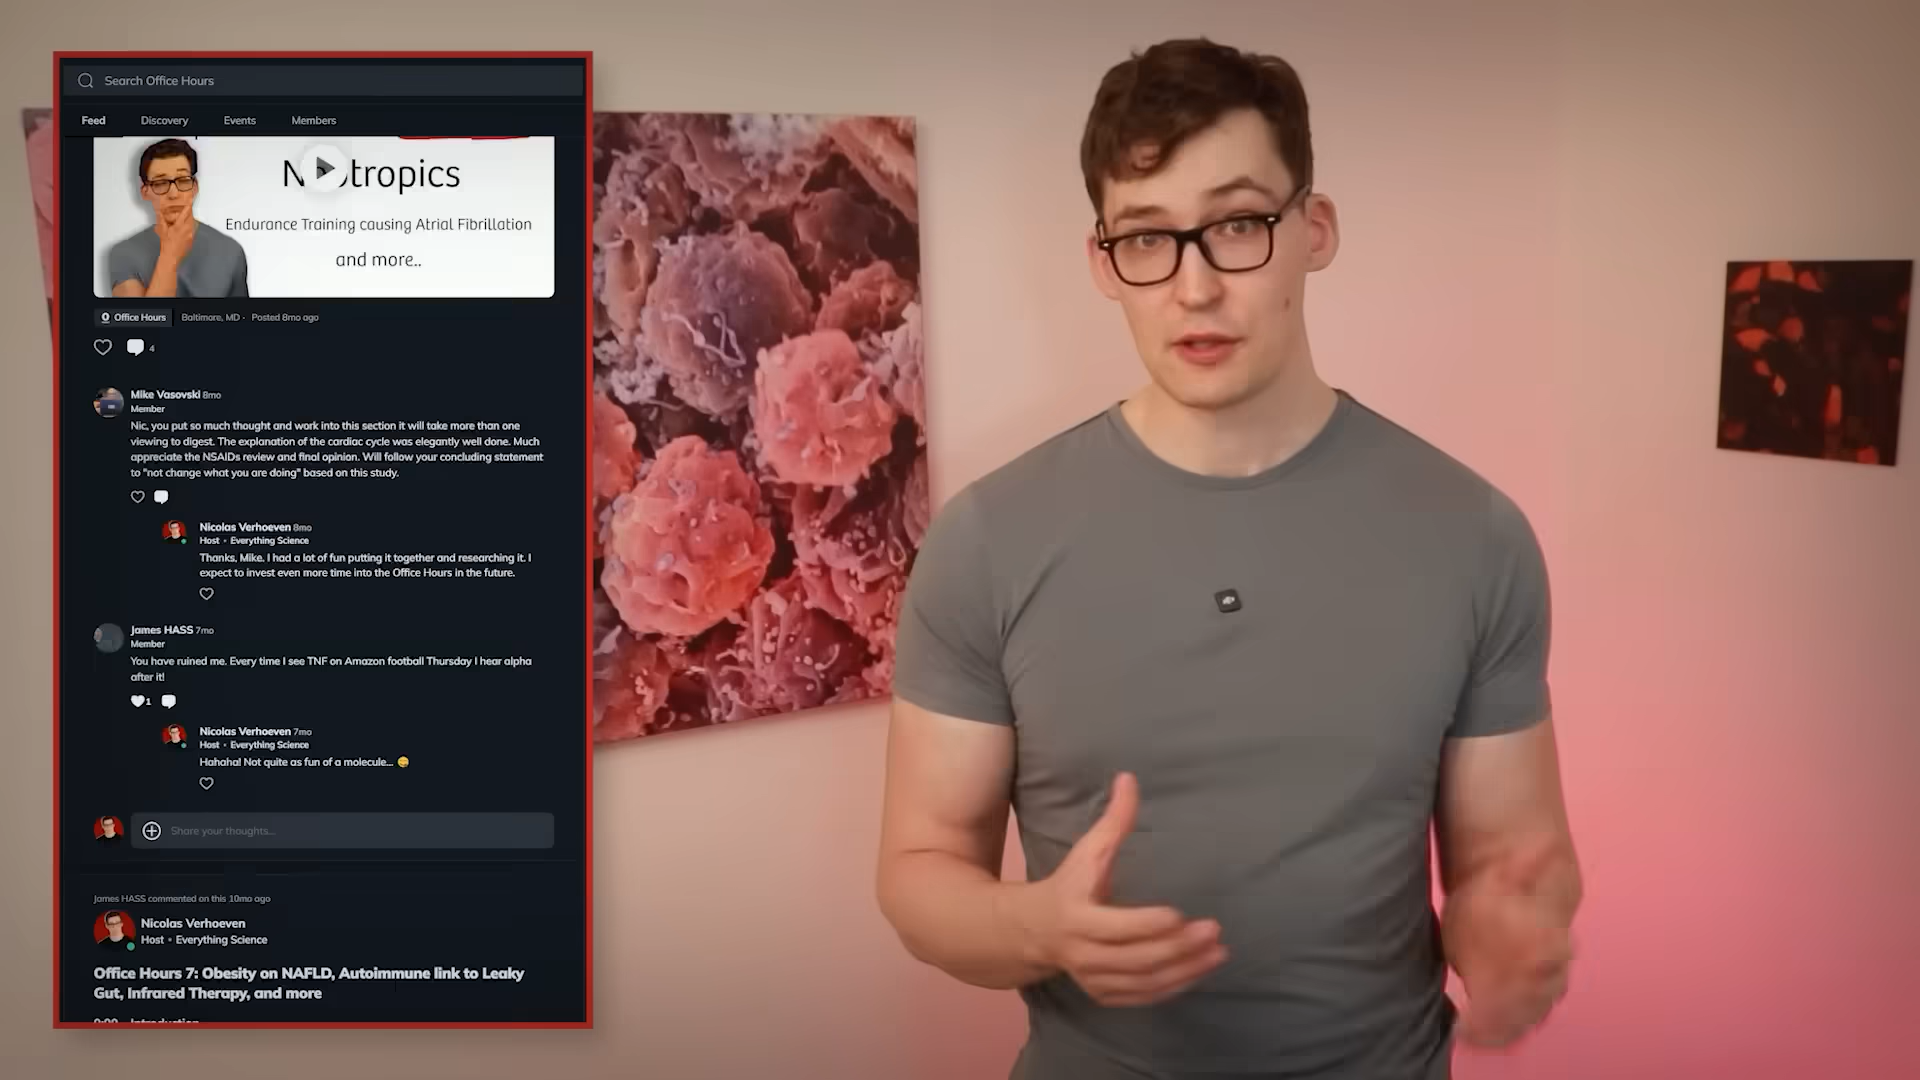 Search Office Hours
Feed Discovery Events Members
Nootropics
Endurance Training causing Atrial Fibrillation
and more..
Office Hours Baltimore, MD · Posted 8mo ago
4
Mike Vasovski 8mo
Member
Nic, you put so much thought and work into this section it will take more than one
viewing to digest. The explanation of the cardiac cycle was elegantly well done. Much
appreciate the NSAIDs review and final opinion. Will follow your concluding statement
to "not change what you are doing" based on this study.
Nicolas Verhoeven 8mo
Host • Everything Science
Thanks, Mike. I had a lot of fun putting it together and researching it. I
expect to invest even more time into the Office Hours in the future.
James HASS 7mo
Member
You have ruined me. Every time I see TNF on Amazon football Thursday I hear alpha
after it!
1
Nicolas Verhoeven 7mo
Host • Everything Science
Hahaha! Not quite as fun of a molecule... 😄
Share your thoughts...
James HASS commented on this 10mo ago
Nicolas Verhoeven
Host • Everything Science
Office Hours 7: Obesity on NAFLD, Autoimmune link to Leaky
Gut, Infrared Therapy, and more
0:00 Introduction